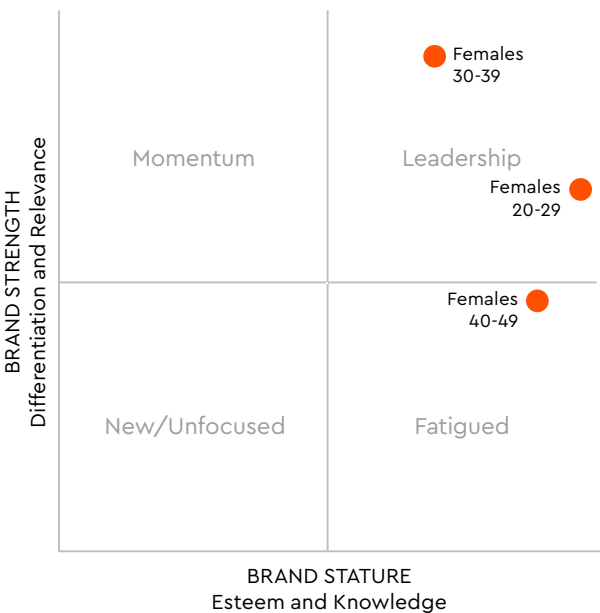 Females
30-39
Momentum
Leadership
Females
20-29
BRAND STRENGTH
Differentiation and Relevance
Females
40-49
New/Unfocused
Fatigued
BRAND STATURE
Esteem and Knowledge